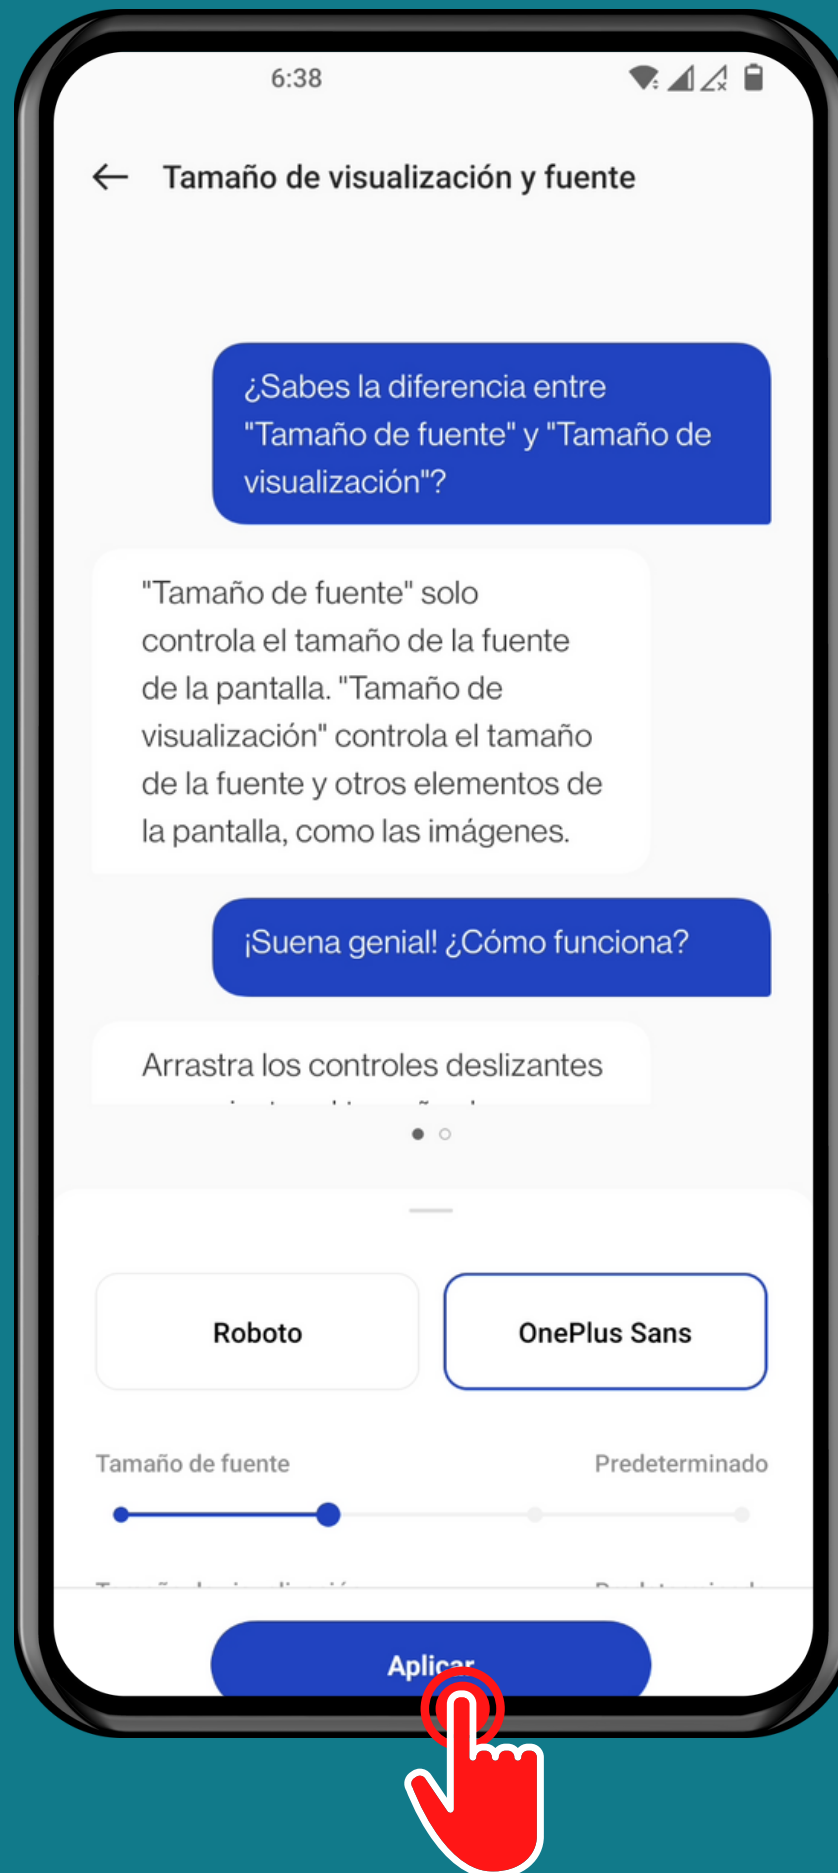 6:38
Tamaño de visualización y fuente
¿Sabes la diferencia entre
"Tamaño de fuente" y "Tamaño de
visualización"?
"Tamaño de fuente" solo
controla el tamaño de la fuente
de la pantalla. "Tamaño de
visualización" controla el tamaño
de la fuente y otros elementos de
la pantalla, como las imágenes.
¡Suena genial! ¿Cómo funciona?
Arrastra los controles deslizantes
Roboto
OnePlus Sans
Tamaño de fuente
Predeterminado
Aplicar